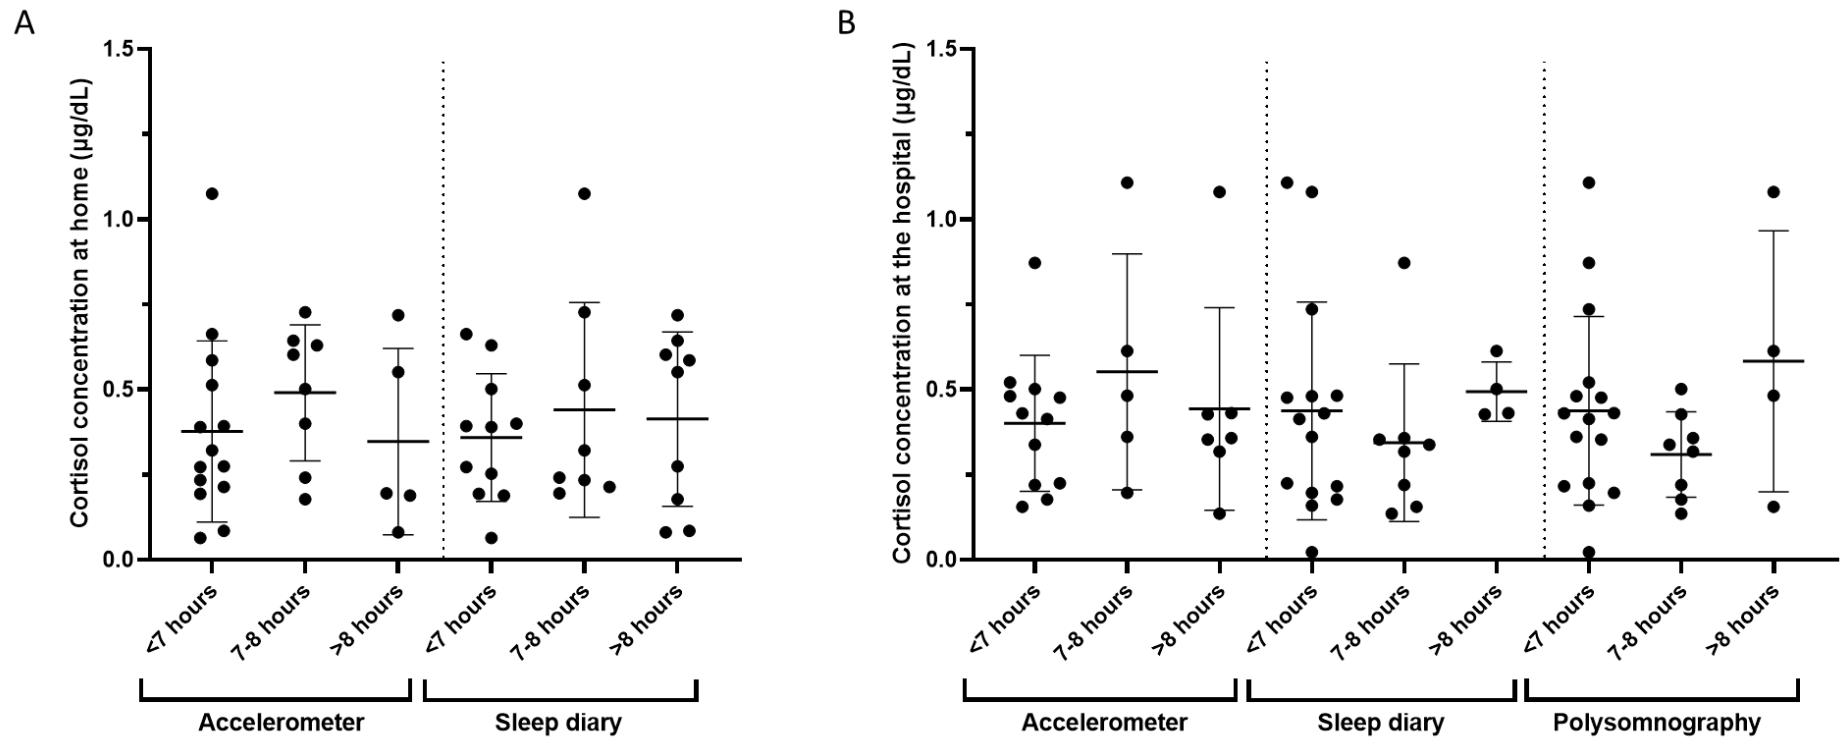 A
Cortisol concentration at home (µg/dL)
1.5
1.0
0.5
0.0
<7 hours
7-8 hours
>8 hours
<7 hours
7-8 hours
>8 hours
Accelerometer
Sleep diary
B
Cortisol concentration at the hospital (µg/dL)
1.5
1.0
0.5
0.0
<7 hours
7-8 hours
>8 hours
<7 hours
7-8 hours
>8 hours
<7 hours
7-8 hours
>8 hours
Accelerometer
Sleep diary
Polysomnography